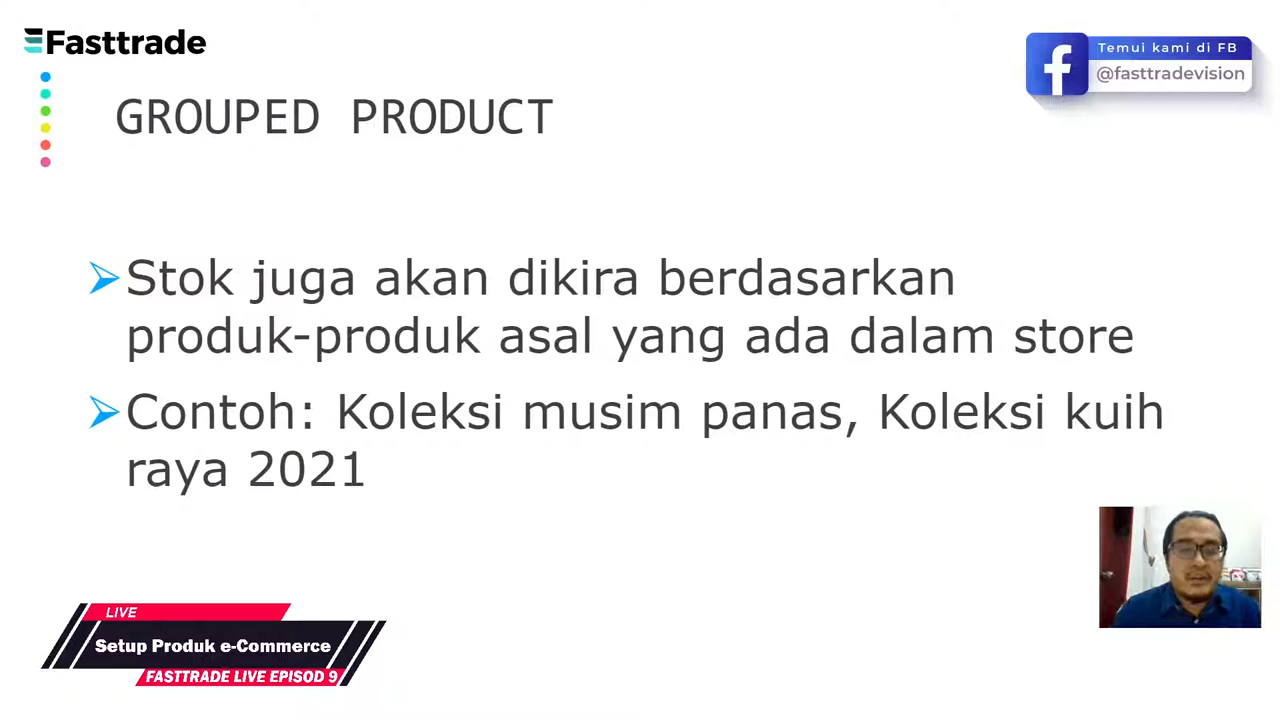 Fasttrade
Temui kami di FB
@fasttradevision
GROUPED PRODUCT
Stok juga akan dikira berdasarkan
produk-produk asal yang ada dalam store
Contoh: Koleksi musim panas, Koleksi kuih
raya 2021
LIVE
Setup Produk e-Commerce
FASTTRADE LIVE EPISOD 9